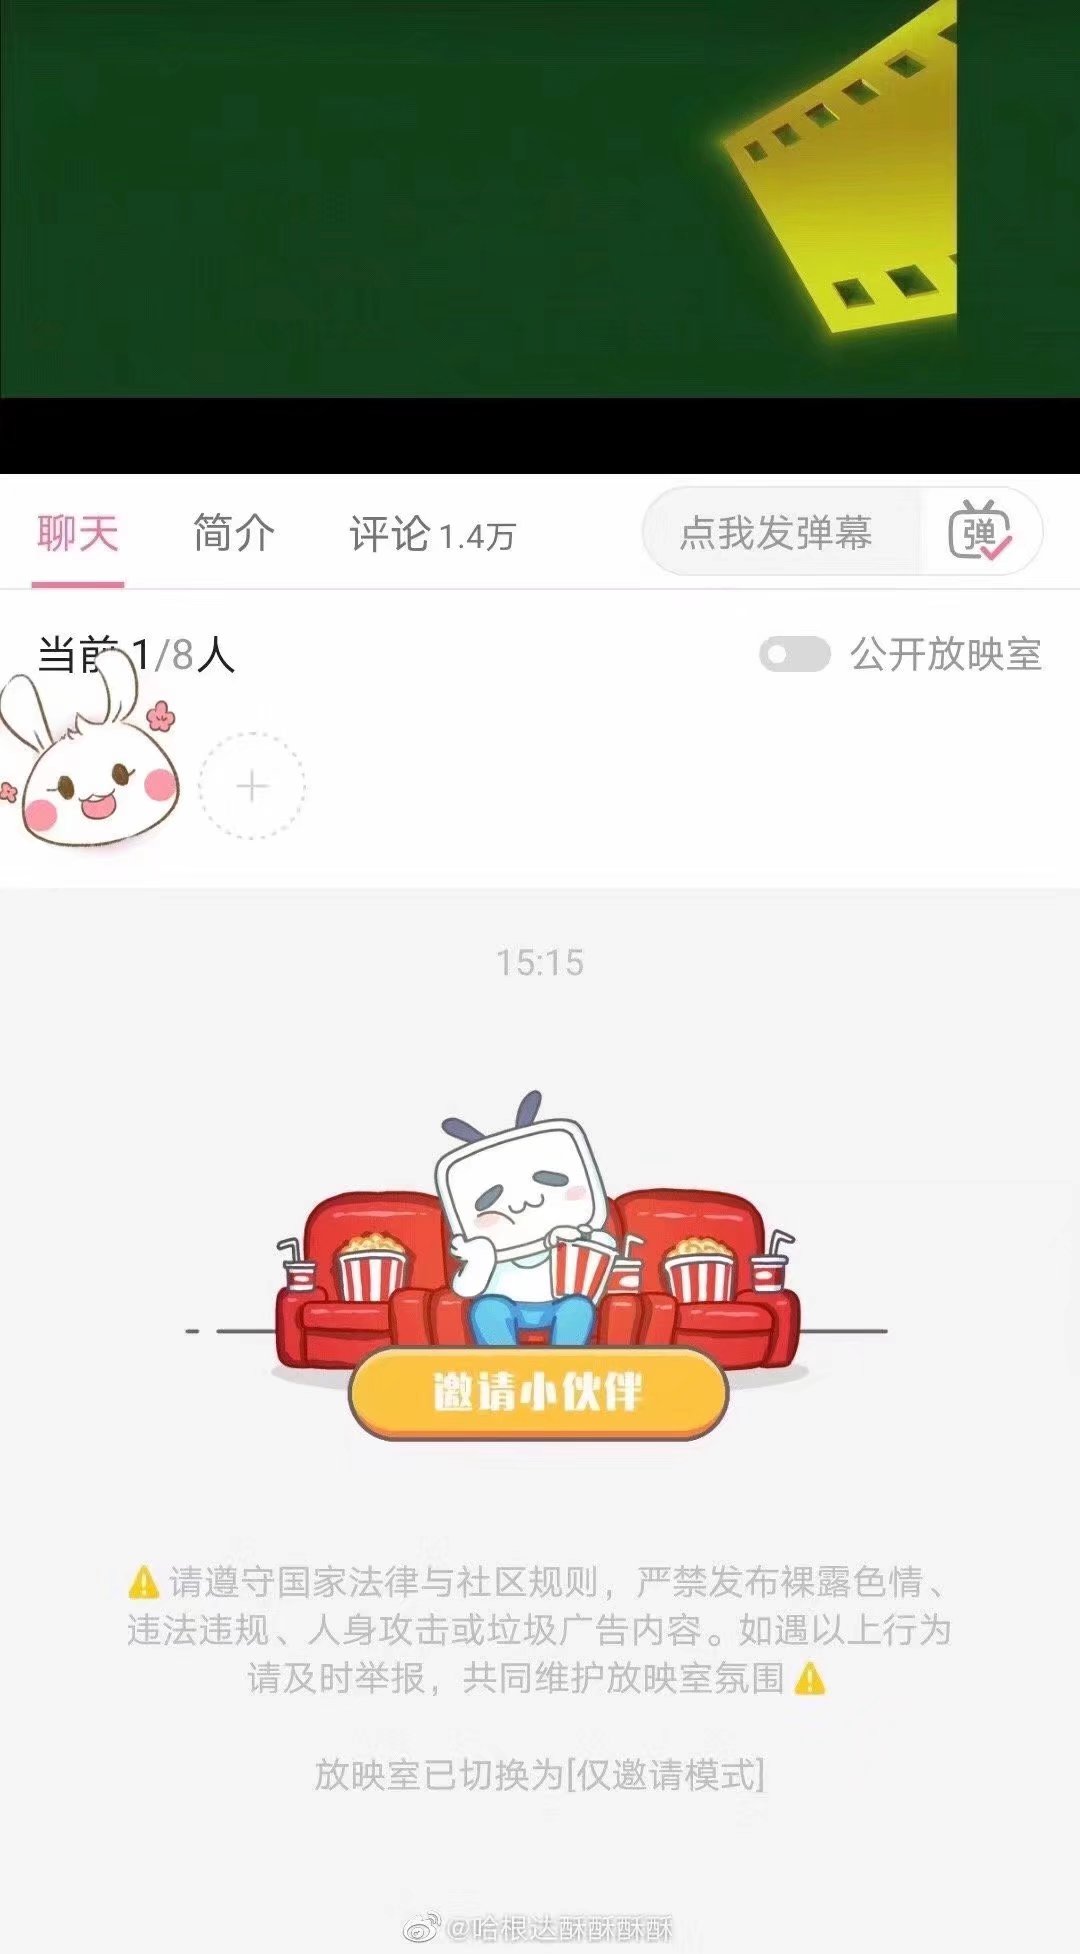 聊天 简介 评论 1.4万 点我发弹幕 弹
当前 1/8人 公开放映室
15:15
邀请小伙伴
⚠️请遵守国家法律与社区规则，严禁发布裸露色情、
违法违规、人身攻击或垃圾广告内容。如遇以上行为
请及时举报，共同维护放映室氛围⚠️
放映室已切换为[仅邀请模式]
@哈根达酥酥酥酥